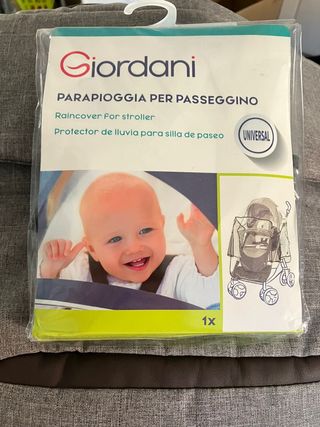 Giordani
PARAPIOGGIA PER PASSEGGINO
Raincover for stroller
Protector de lluvia para silla de paseo
UNIVERSAL
1x